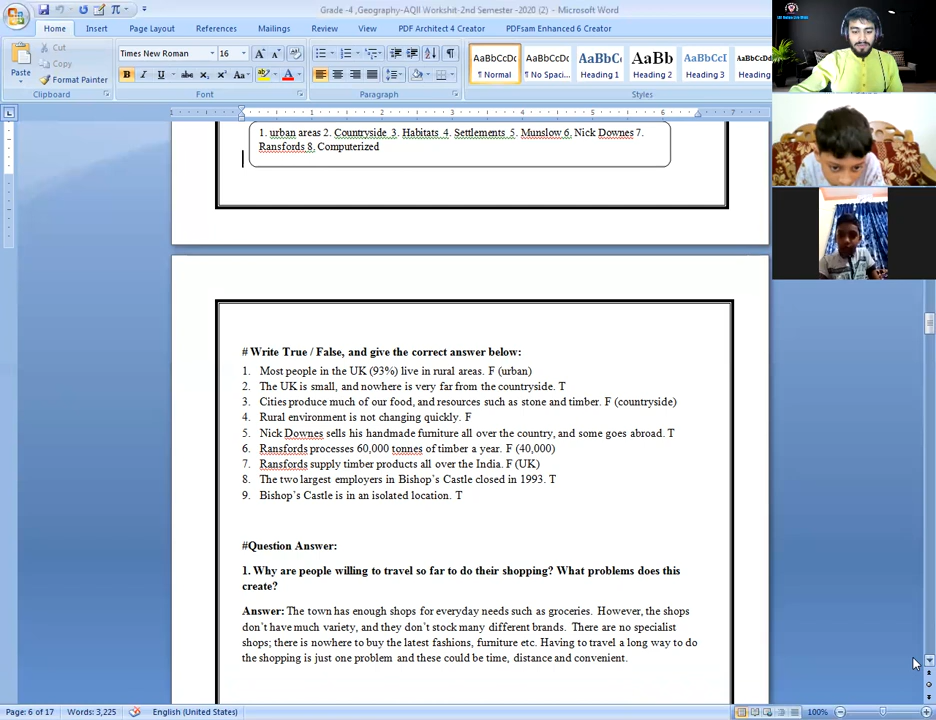 Grade -4 ,Geography-AQII Workshit-2nd Semester -2020 (2) - Microsoft Word
Home Insert Page Layout References Mailings Review View PDF Architect 4 Creator PDFsam Enhanced 6 Creator
Paste
Cut
Copy
Format Painter
Times New Roman 16
AaBbCcDc AaBbCcDc AaBbC AaBb AaBbC AaBbCcDc
¶ Normal ¶ No Spaci... Heading 1 Heading 2 Heading 3
Clipboard Font Paragraph Styles
1. urban areas 2. Countryside 3. Habitats 4. Settlements 5. Munslow 6. Nick Downes 7.
Ransfords 8. Computerized
# Write True / False, and give the correct answer below:
1. Most people in the UK (93%) live in rural areas. F (urban)
2. The UK is small, and nowhere is very far from the countryside. T
3. Cities produce much of our food, and resources such as stone and timber. F (countryside)
4. Rural environment is not changing quickly. F
5. Nick Downes sells his handmade furniture all over the country, and some goes abroad. T
6. Ransfords processes 60,000 tonnes of timber a year. F (40,000)
7. Ransfords supply timber products all over the India. F (UK)
8. The two largest employers in Bishop's Castle closed in 1993. T
9. Bishop's Castle is in an isolated location. T
#Question Answer:
1. Why are people willing to travel so far to do their shopping? What problems does this
create?
Answer: The town has enough shops for everyday needs such as groceries. However, the shops
don't have much variety, and they don't stock many different brands. There are no specialist
shops; there is nowhere to buy the latest fashions, furniture etc. Having to travel a long way to do
the shopping is just one problem and these could be time, distance and convenient.
Page: 6 of 17 Words: 3,225 English (United States) 100%